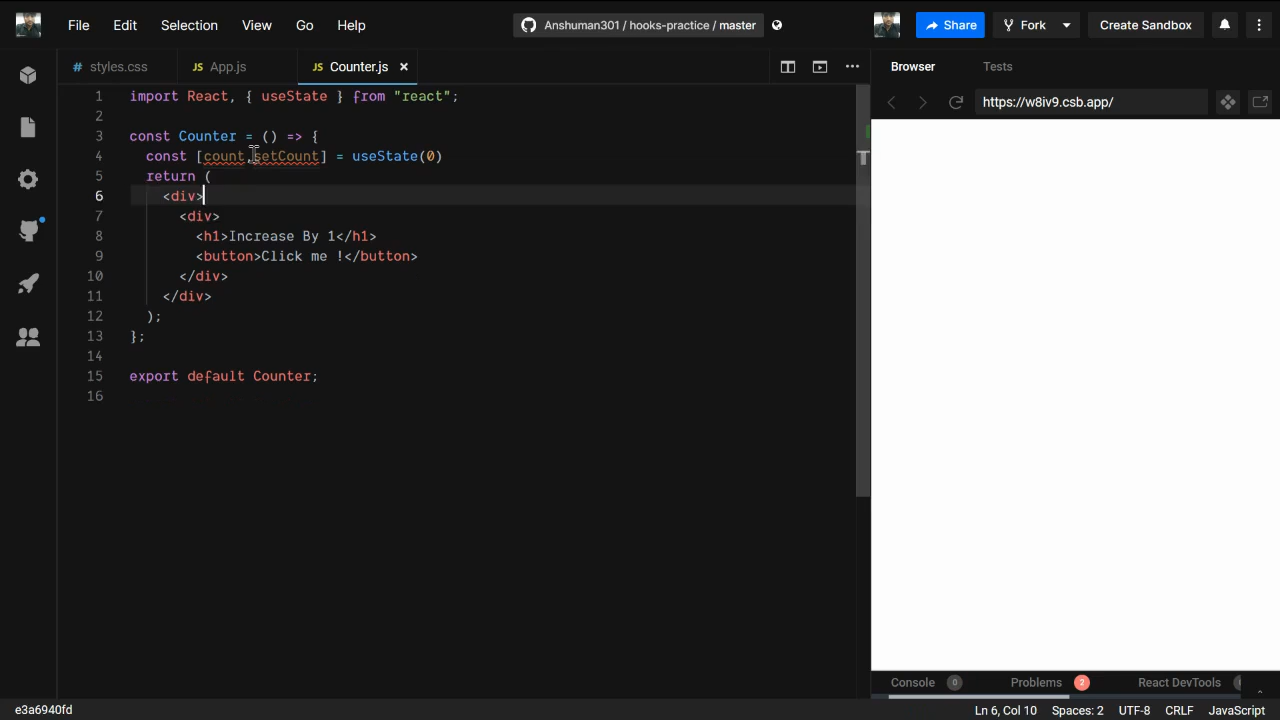 File Edit Selection View Go Help Anshuman301 / hooks-practice / master Share Fork Create Sandbox
# styles.css JS App.js JS Counter.js × Browser Tests
https://w8iv9.csb.app/
1 import React, { useState } from "react";
2
3 const Counter = () => {
4 const [count,setCount] = useState(0)
5 return (
6 <div>
7 <div>
8 <h1>Increase By 1</h1>
9 <button>Click me !</button>
10 </div>
11 </div>
12 );
13 };
14
15 export default Counter;
16
Console 0 Problems 2 React DevTools
e3a6940fd Ln 6, Col 10 Spaces: 2 UTF-8 CRLF JavaScript